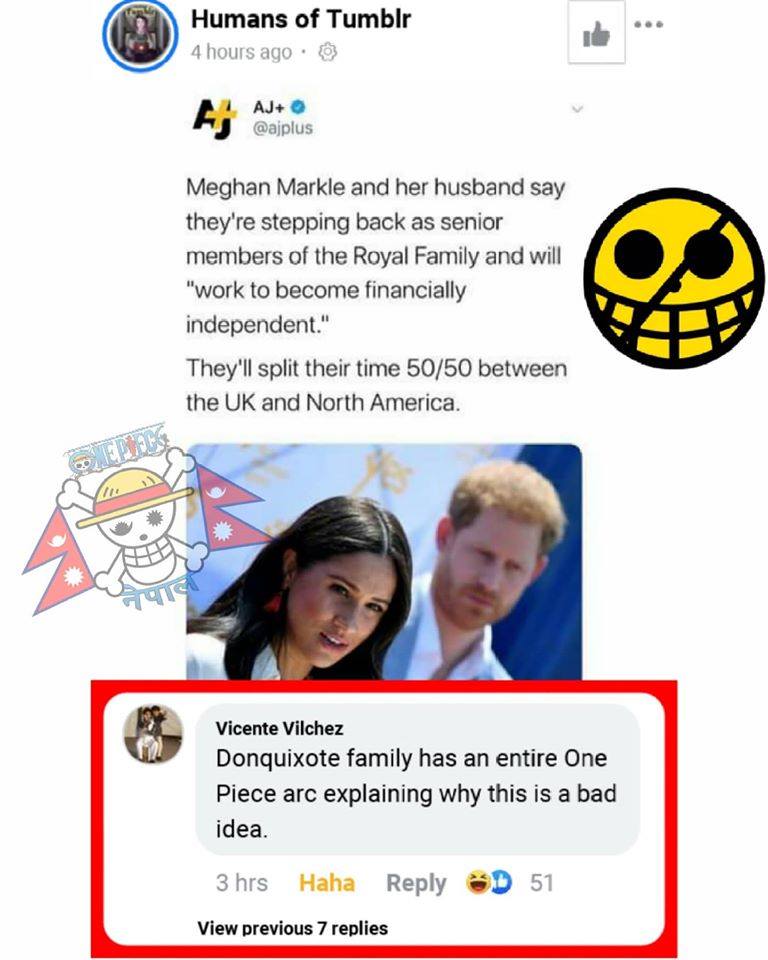 Humans of Tumblr
4 hours ago ·
AJ+
@ajplus
Meghan Markle and her husband say
they're stepping back as senior
members of the Royal Family and will
"work to become financially
independent."
They'll split their time 50/50 between
the UK and North America.
ONE PIECE
नेपाल
Vicente Vilchez
Donquixote family has an entire One
Piece arc explaining why this is a bad
idea.
3 hrs Haha Reply 51
View previous 7 replies